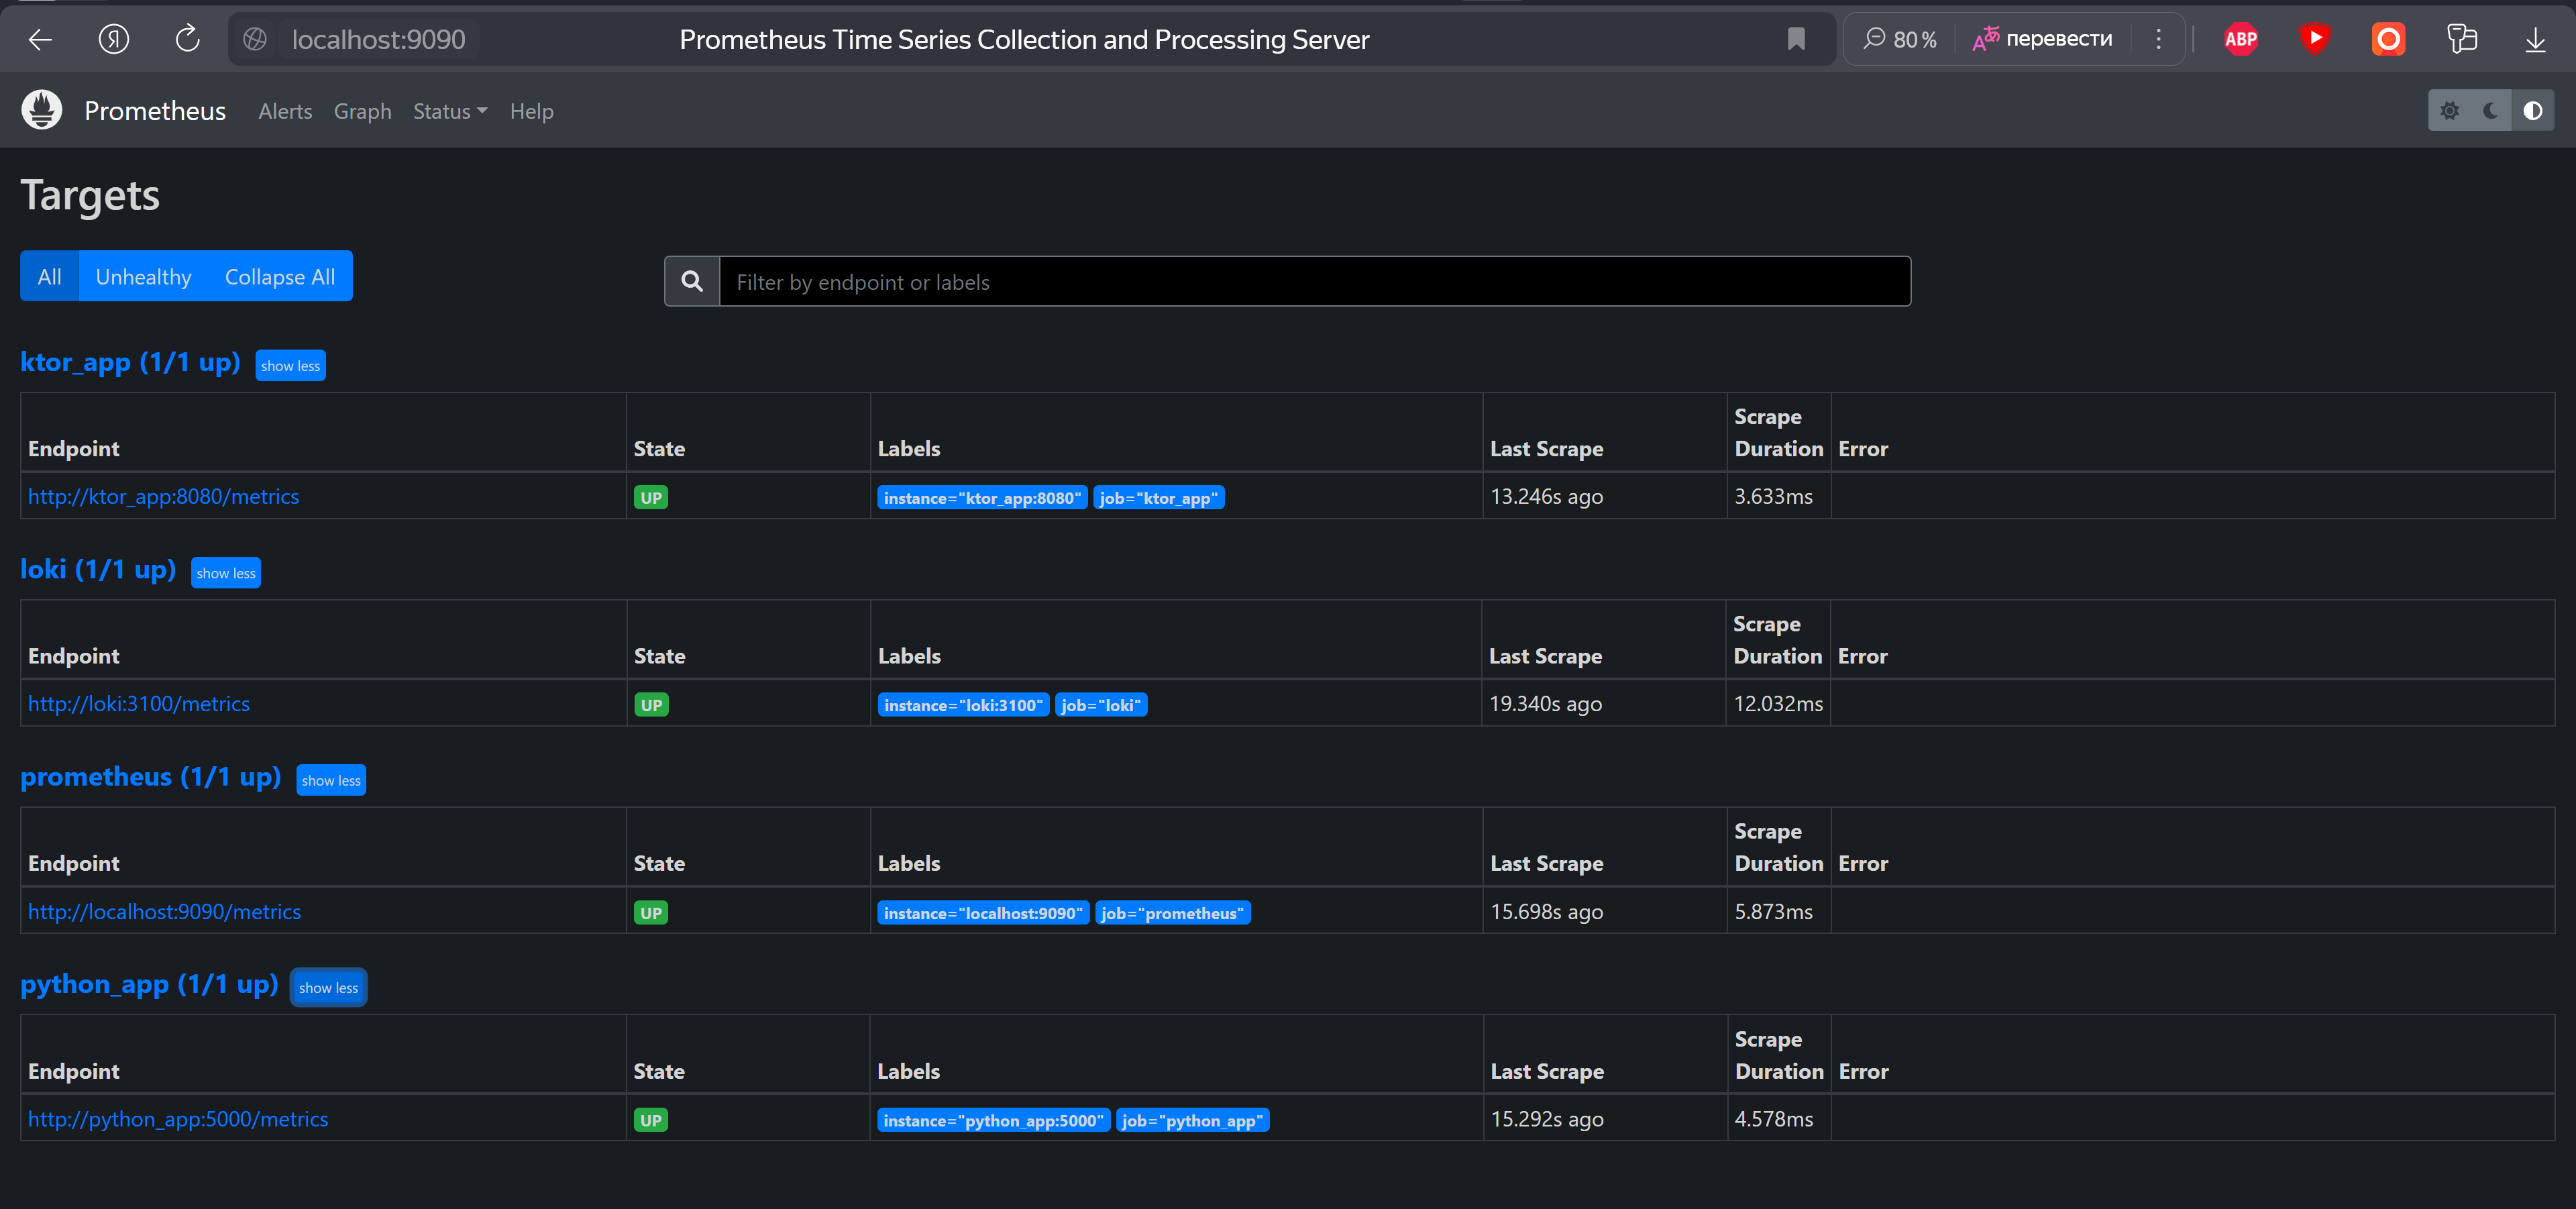 localhost:9090 Prometheus Time Series Collection and Processing Server 80 % перевести ABP
Prometheus Alerts Graph Status Help
Targets
All Unhealthy Collapse All Filter by endpoint or labels
ktor_app (1/1 up) show less
Endpoint State Labels Last Scrape Scrape Duration Error
http://ktor_app:8080/metrics UP instance="ktor_app:8080" job="ktor_app" 13.246s ago 3.633ms
loki (1/1 up) show less
Endpoint State Labels Last Scrape Scrape Duration Error
http://loki:3100/metrics UP instance="loki:3100" job="loki" 19.340s ago 12.032ms
prometheus (1/1 up) show less
Endpoint State Labels Last Scrape Scrape Duration Error
http://localhost:9090/metrics UP instance="localhost:9090" job="prometheus" 15.698s ago 5.873ms
python_app (1/1 up) show less
Endpoint State Labels Last Scrape Scrape Duration Error
http://python_app:5000/metrics UP instance="python_app:5000" job="python_app" 15.292s ago 4.578ms